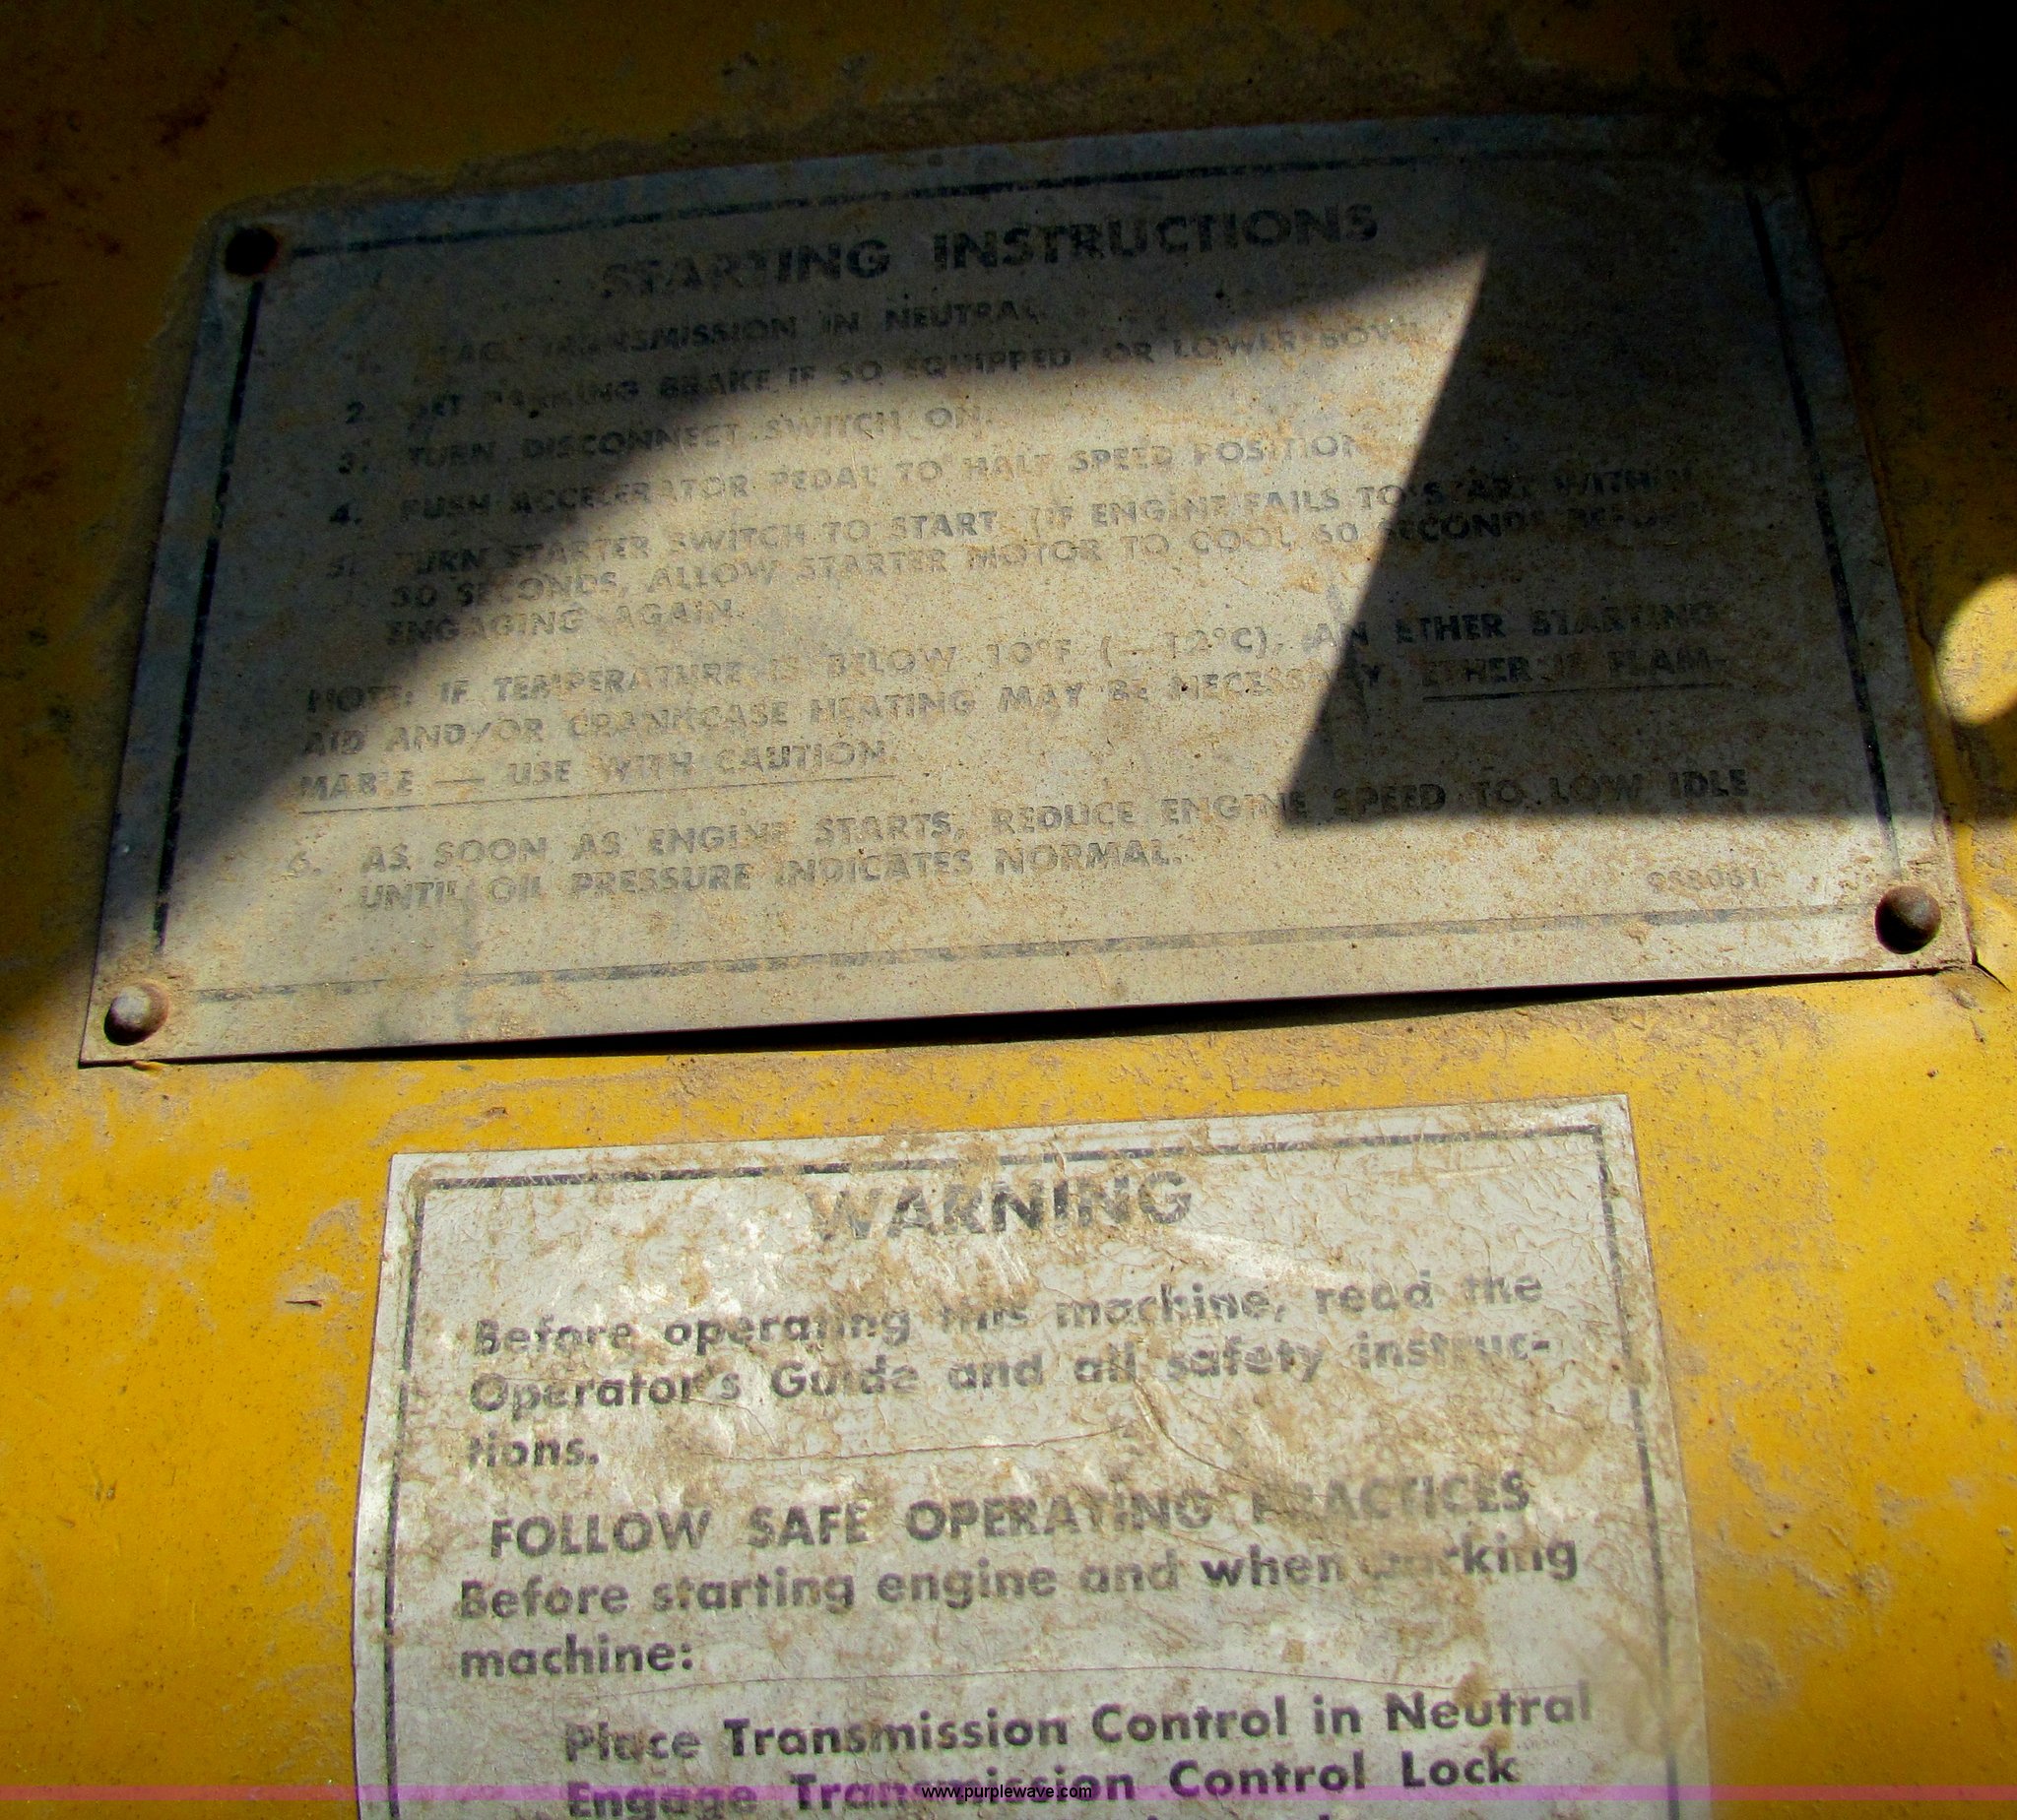 STARTING INSTRUCTIONS
1. PLACE TRANSMISSION IN NEUTRAL
2. SET PARKING BRAKE IF SO EQUIPPED OR LOWER BOWL
3. TURN DISCONNECT SWITCH ON.
4. PUSH ACCELERATOR PEDAL TO HALF SPEED POSITION
5. TURN STARTER SWITCH TO START (IF ENGINE FAILS TO START WITHIN
30 SECONDS, ALLOW STARTER MOTOR TO COOL 60 SECONDS BEFORE
ENGAGING AGAIN.
NOTE: IF TEMPERATURE IS BELOW 10°F (–12°C), AN ETHER STARTING
AID AND/OR CRANKCASE HEATING MAY BE NECESSARY. ETHER IS FLAM-
MABLE — USE WITH CAUTION.
6. AS SOON AS ENGINE STARTS, REDUCE ENGINE SPEED TO LOW IDLE
UNTIL OIL PRESSURE INDICATES NORMAL.
WARNING
Before operating this machine, read the
Operator's Guide and all safety instruc-
tions.
FOLLOW SAFE OPERATING PRACTICES
Before starting engine and when parking
machine:
Place Transmission Control in Neutral
Engage Transmission Control Lock
www.purplewave.com